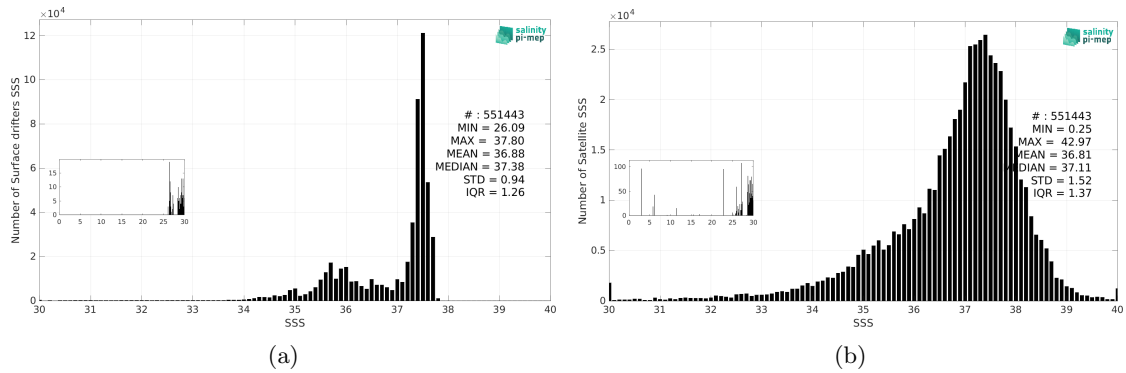 ×10⁴
12
10
8
6
4
2
0
Number of Surface drifters SSS
salinity
pi-mep
# : 551443
MIN = 26.09
MAX = 37.80
MEAN = 36.88
MEDIAN = 37.38
STD = 0.94
IQR = 1.26
15
10
5
0
0 5 10 15 20 25 30
30 31 32 33 34 35 36 37 38 39 40
SSS
(a)
×10⁴
2.5
2
1.5
1
0.5
0
Number of Satellite SSS
salinity
pi-mep
# : 551443
MIN = 0.25
MAX = 42.97
MEAN = 36.81
MEDIAN = 37.11
STD = 1.52
IQR = 1.37
100
50
0
0 5 10 15 20 25 30
30 31 32 33 34 35 36 37 38 39 40
SSS
(b)